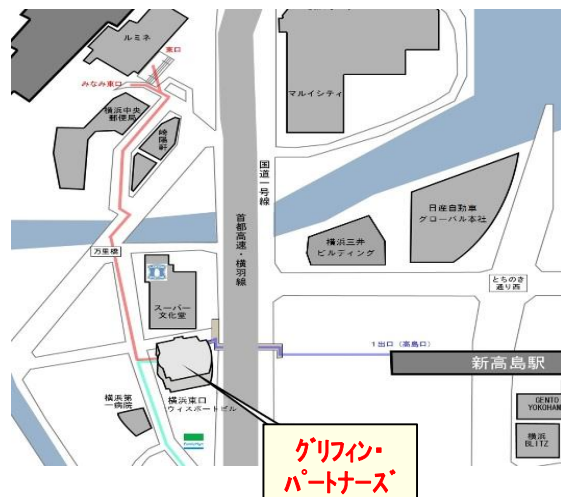 ルミネ
東口
みなみ東口
横浜中央
郵便局
崎陽軒
マルイシティ
国道一号線
首都高速・横羽線
日産自動車
グローバル本社
横浜三井
ビルディング
万里橋
とちのき
通り西
スーパー
文化堂
1出口（高島口）
新高島駅
横浜第
一病院
横浜東口
ウィスポートビル
FamilyMart
GENTO
YOKOHAMA
横浜
BLITZ
グリフィン・
パートナーズ